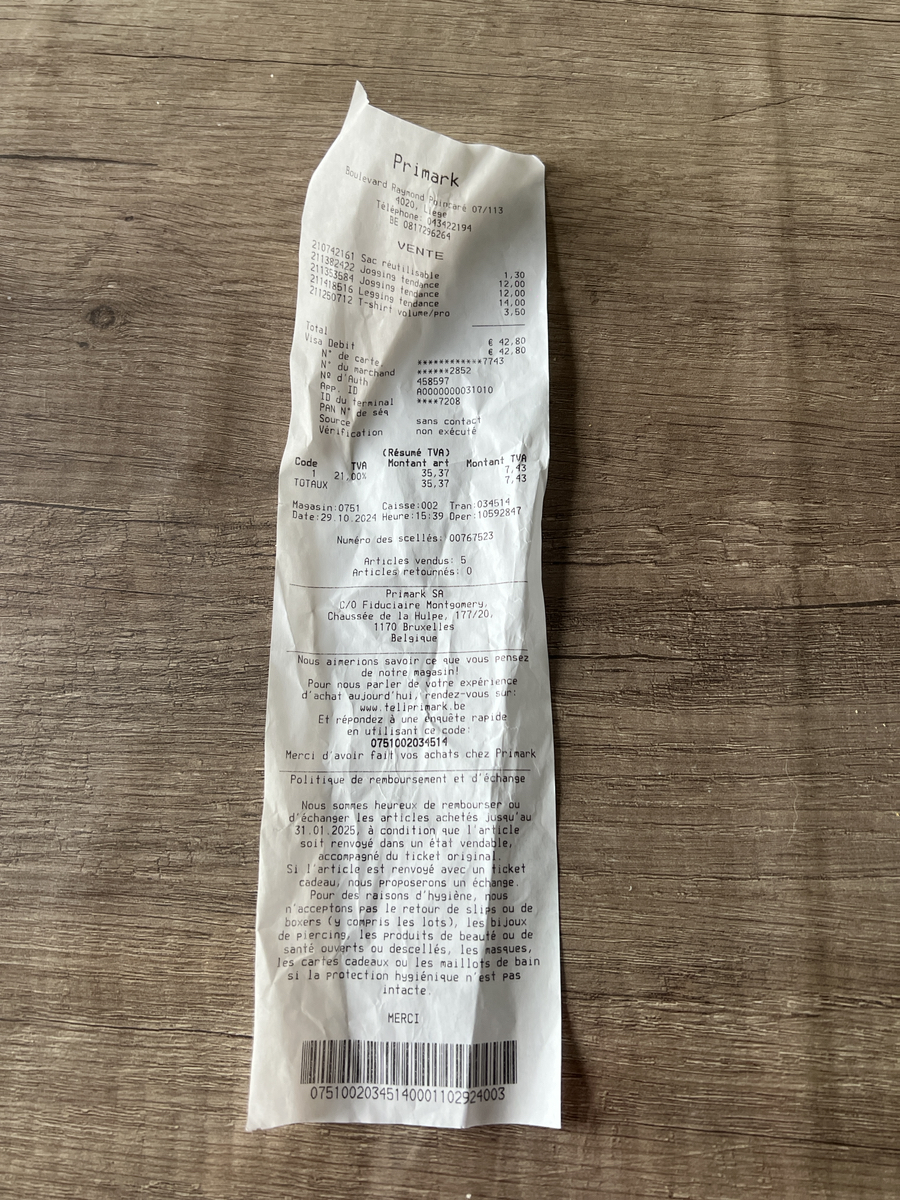 Primark
Boulevard Raymond Poincaré 07/113
4020, Liege
Téléphone: 043422194
BE 0817296264
VENTE
210742161 Sac réutilisable 1,30
211382422 Jogging tendance 12,00
211353584 Jogging tendance 12,00
211418516 Legging tendance 14,00
211250712 T-shirt volume/pro 3,50
Total € 42,80
Visa Debit € 42,80
N° de carte ************7743
N° du marchand ******2852
Nº d'Auth 458597
App. ID A0000000031010
ID du terminal ****7208
PAN N° de séq
Source sans contact
Vérification non exécuté
(Résumé TVA)
Code TVA Montant art Montant TVA
1 21,00% 35,37 7,43
TOTAUX 35,37 7,43
Magasin:0751 Caisse:002 Tran:034514
Date:29.10.2024 Heure:15:39 Oper:10592847
Numéro des scellés: 00767523
Articles vendus: 5
Articles retournés: 0
Primark SA
C/O Fiduciaire Montgomery,
Chaussée de la Hulpe, 177/20,
1170 Bruxelles
Belgique
Nous aimerions savoir ce que vous pensez
de notre magasin!
Pour nous parler de votre expérience
d'achat aujourd'hui, rendez-vous sur:
www.tellprimark.be
Et répondez à une enquête rapide
en utilisant ce code:
0751002034514
Merci d'avoir fait vos achats chez Primark
Politique de remboursement et d'échange
Nous sommes heureux de rembourser ou
d'échanger les articles achetés jusqu'au
31.01.2025, à condition que l'article
soit renvoyé dans un état vendable,
accompagné du ticket original.
Si l'article est renvoyé avec un ticket
cadeau, nous proposerons un échange.
Pour des raisons d'hygiène, nous
n'acceptons pas le retour de slips ou de
boxers (y compris les lots), les bijoux
de piercing, les produits de beauté ou de
santé ouverts ou descellés, les masques,
les cartes cadeaux ou les maillots de bain
si la protection hygiénique n'est pas
intacte.
MERCI
07510020345140001102924003